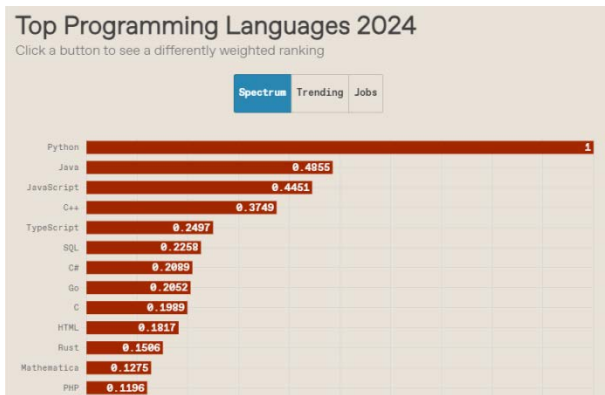 Top Programming Languages 2024
Click a button to see a differently weighted ranking
Spectrum Trending Jobs
Python 1
Java 0.4855
JavaScript 0.4451
C++ 0.3749
TypeScript 0.2497
SQL 0.2258
C# 0.2089
Go 0.2052
C 0.1989
HTML 0.1817
Rust 0.1506
Mathematica 0.1275
PHP 0.1196